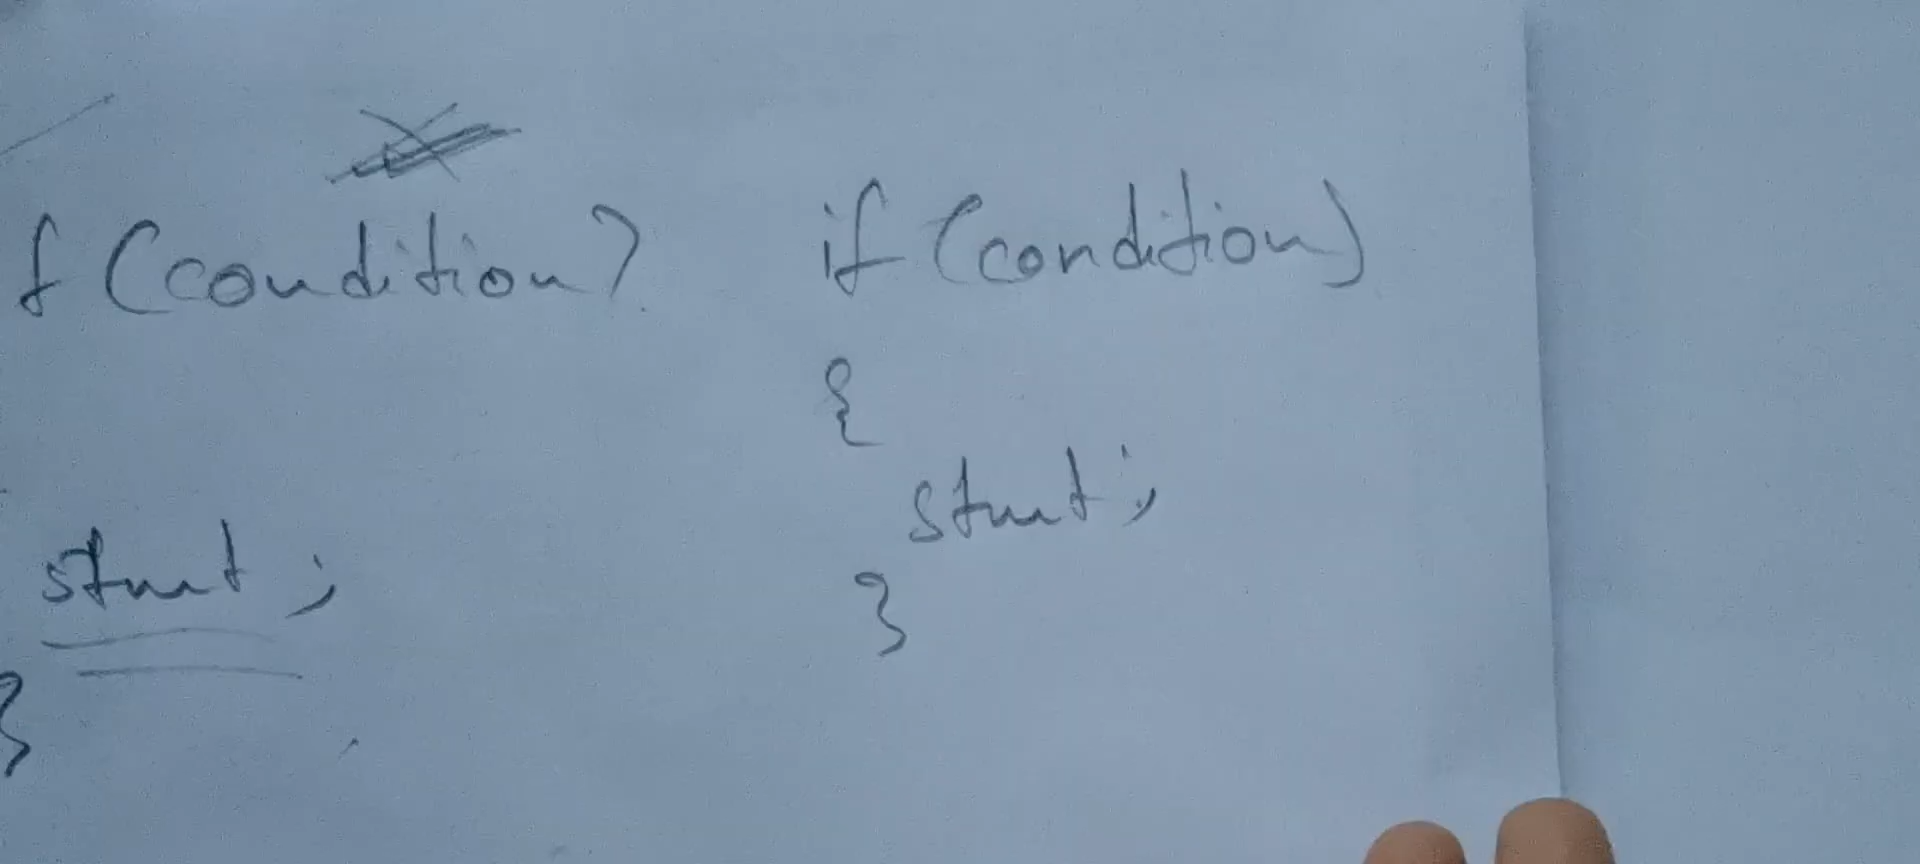 f (condition)
stmt;
}
if (condition)
{
stmt;
}